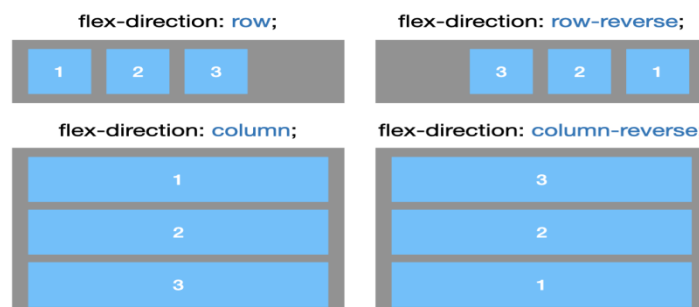 flex-direction: row;
1 2 3
flex-direction: row-reverse;
3 2 1
flex-direction: column;
1
2
3
flex-direction: column-reverse
3
2
1